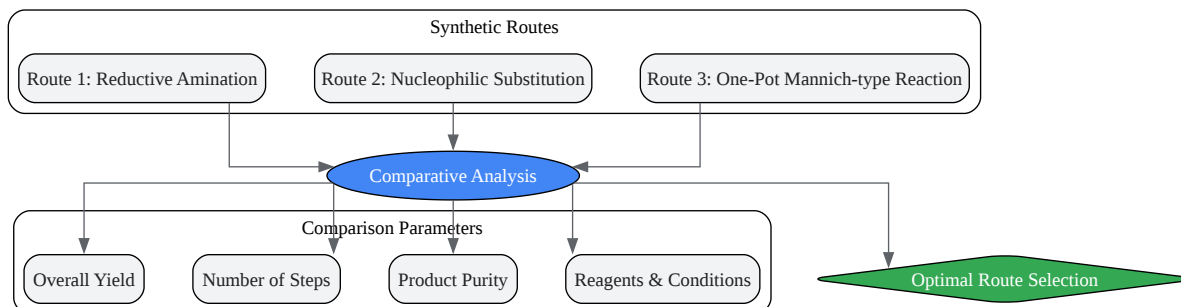 Synthetic Routes
Route 1: Reductive Amination
Route 2: Nucleophilic Substitution
Route 3: One-Pot Mannich-type Reaction
Comparative Analysis
Comparison Parameters
Overall Yield
Number of Steps
Product Purity
Reagents & Conditions
Optimal Route Selection